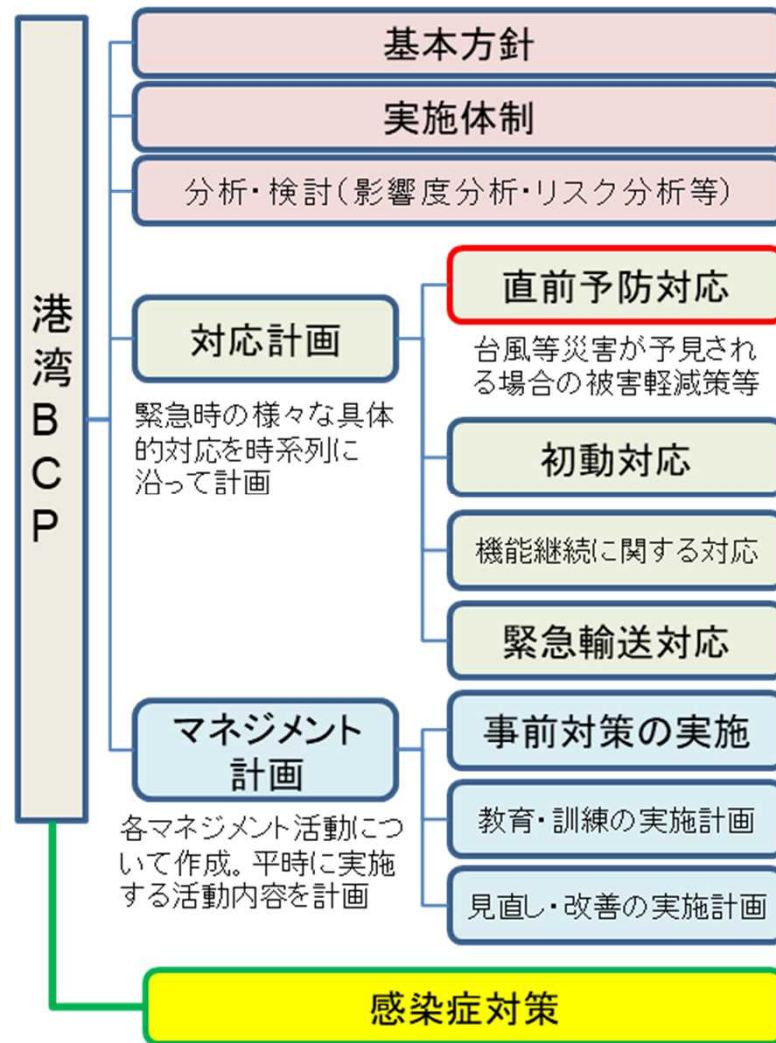 港湾BCP
基本方針
実施体制
分析・検討(影響度分析・リスク分析等)
対応計画
緊急時の様々な具体
的対応を時系列に
沿って計画
直前予防対応
台風等災害が予見され
る場合の被害軽減策等
初動対応
機能継続に関する対応
緊急輸送対応
マネジメント
計画
各マネジメント活動につ
いて作成。平時に実施
する活動内容を計画
事前対策の実施
教育・訓練の実施計画
見直し・改善の実施計画
感染症対策